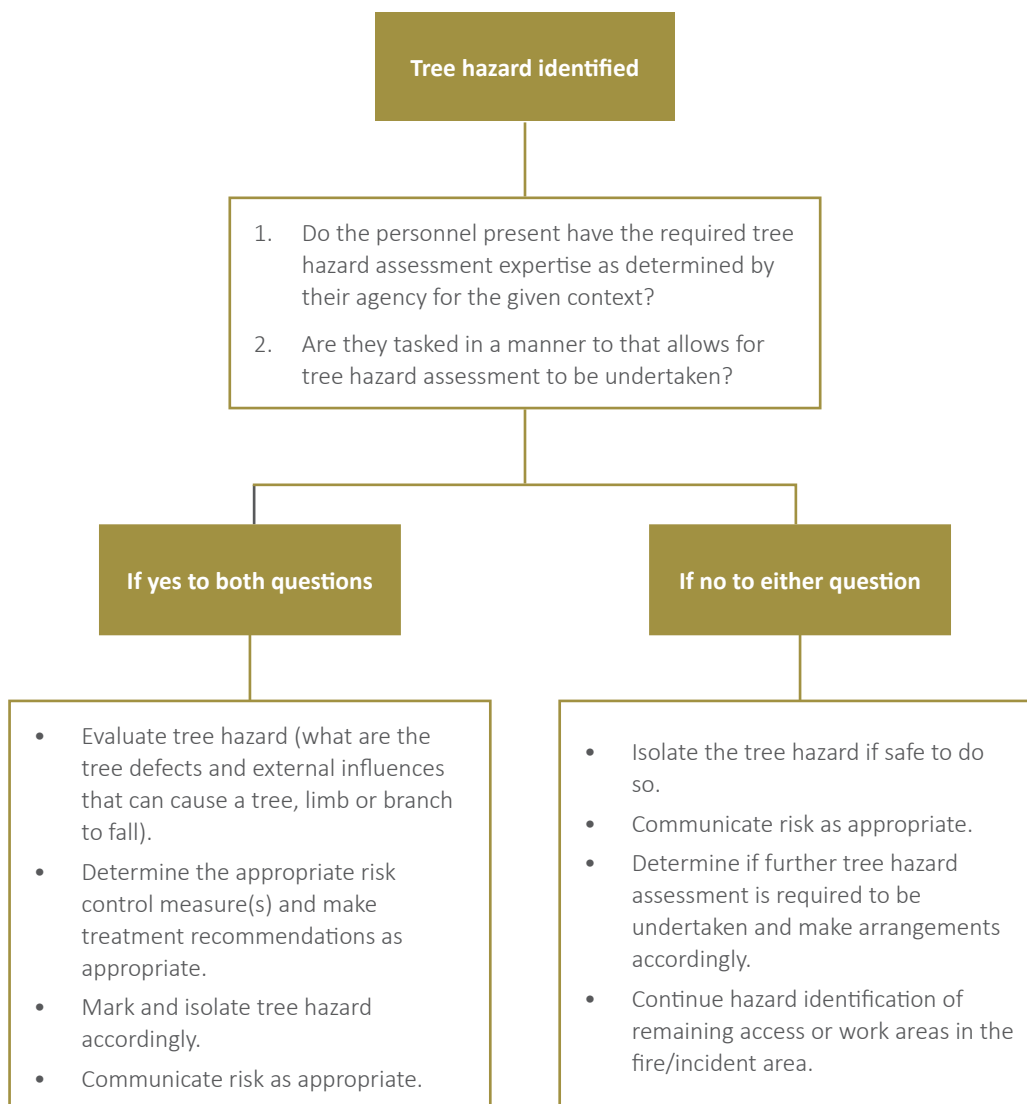 Tree hazard identified
1. Do the personnel present have the required tree
hazard assessment expertise as determined by
their agency for the given context?
2. Are they tasked in a manner to that allows for
tree hazard assessment to be undertaken?
If yes to both questions
If no to either question
• Evaluate tree hazard (what are the
tree defects and external influences
that can cause a tree, limb or branch
to fall).
• Determine the appropriate risk
control measure(s) and make
treatment recommendations as
appropriate.
• Mark and isolate tree hazard
accordingly.
• Communicate risk as appropriate.
• Isolate the tree hazard if safe to do
so.
• Communicate risk as appropriate.
• Determine if further tree hazard
assessment is required to be
undertaken and make arrangements
accordingly.
• Continue hazard identification of
remaining access or work areas in the
fire/incident area.